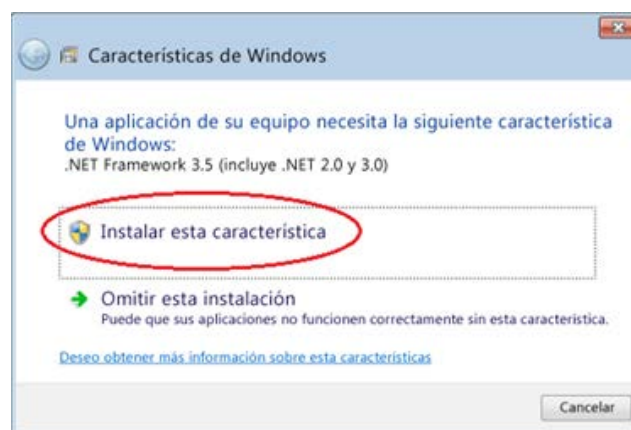 Características de Windows
Una aplicación de su equipo necesita la siguiente característica
de Windows:
.NET Framework 3.5 (incluye .NET 2.0 y 3.0)
Instalar esta característica
Omitir esta instalación
Puede que sus aplicaciones no funcionen correctamente sin esta característica.
Deseo obtener más información sobre esta características
Cancelar